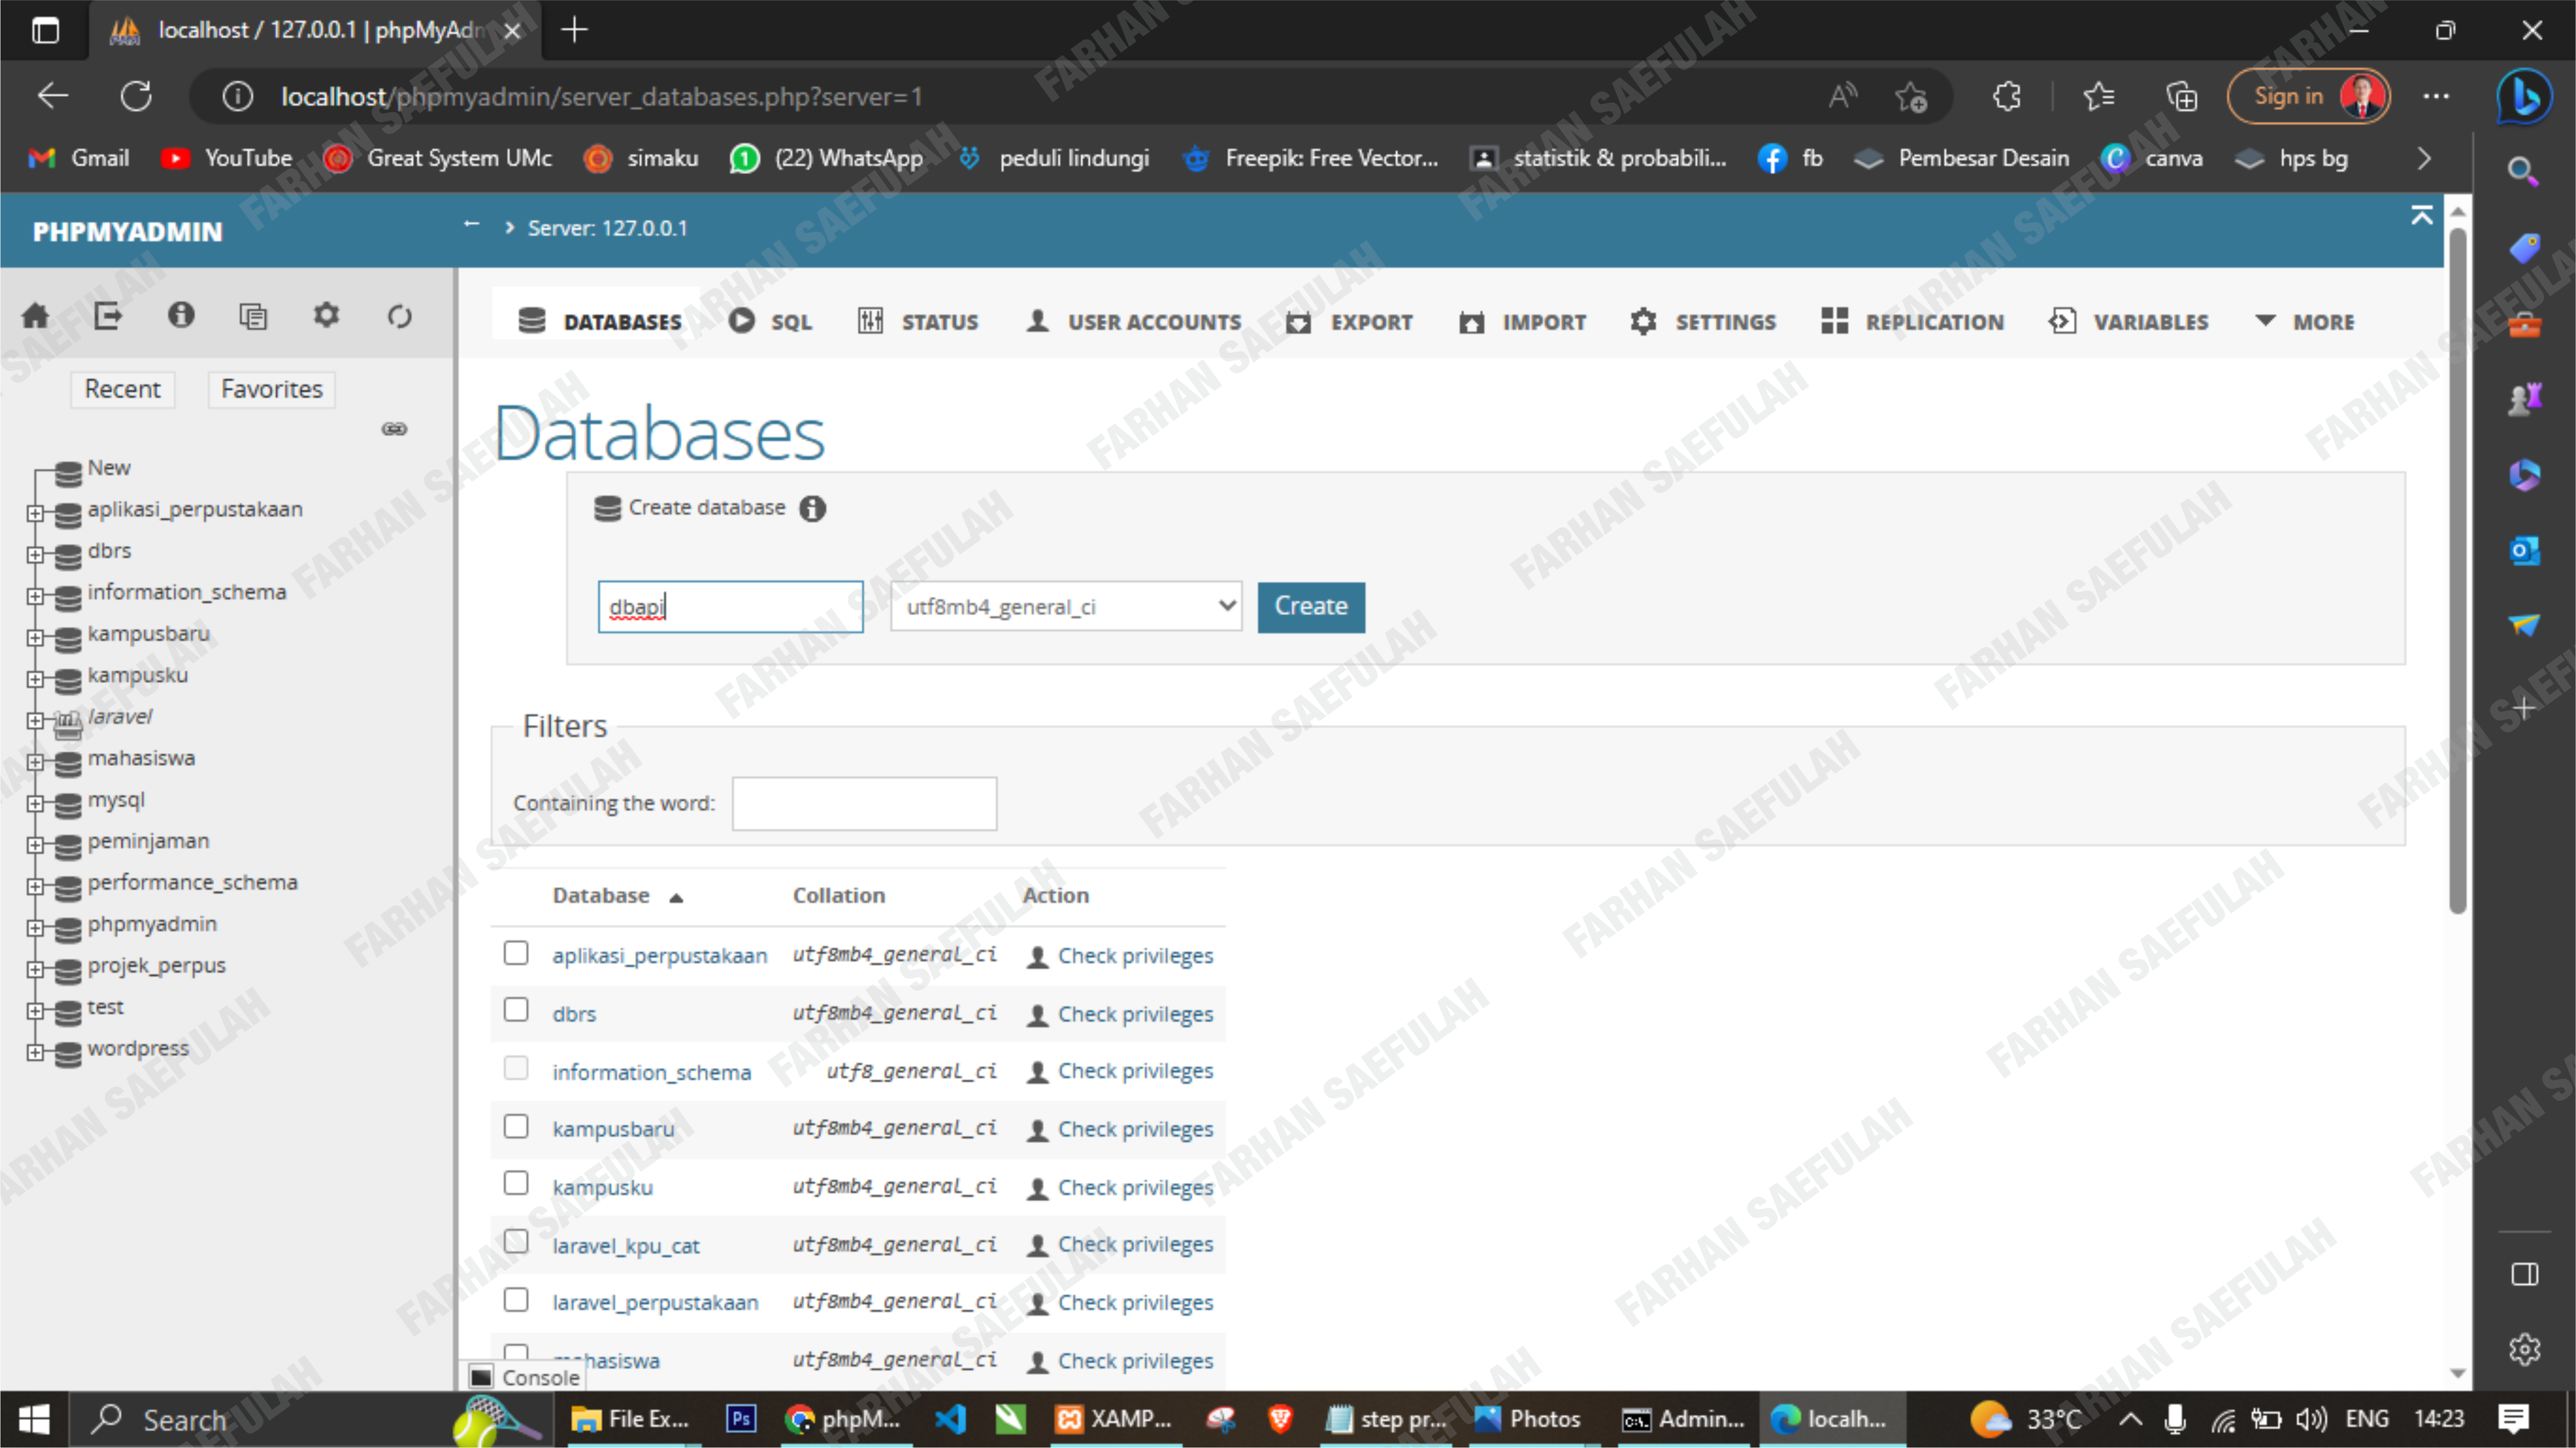 localhost / 127.0.0.1 | phpMyAdm
localhost/phpmyadmin/server_databases.php?server=1
Sign in
Gmail YouTube Great System UMc simaku (22) WhatsApp peduli lindungi Freepik: Free Vector... statistik & probabili... fb Pembesar Desain canva hps bg
PHPMYADMIN
Server: 127.0.0.1
DATABASES SQL STATUS USER ACCOUNTS EXPORT IMPORT SETTINGS REPLICATION VARIABLES MORE
Recent Favorites
New
aplikasi_perpustakaan
dbrs
information_schema
kampusbaru
kampusku
laravel
mahasiswa
mysql
peminjaman
performance_schema
phpmyadmin
projek_perpus
test
wordpress
Databases
Create database
dbapi utf8mb4_general_ci Create
Filters
Containing the word:
Database Collation Action
aplikasi_perpustakaan utf8mb4_general_ci Check privileges
dbrs utf8mb4_general_ci Check privileges
information_schema utf8_general_ci Check privileges
kampusbaru utf8mb4_general_ci Check privileges
kampusku utf8mb4_general_ci Check privileges
laravel_kpu_cat utf8mb4_general_ci Check privileges
laravel_perpustakaan utf8mb4_general_ci Check privileges
mahasiswa utf8mb4_general_ci Check privileges
Console
Search File Ex... Ps phpM... XAMP... step pr... Photos Admin... localh... 33°C ENG 14:23
FARHAN SAEFULAH